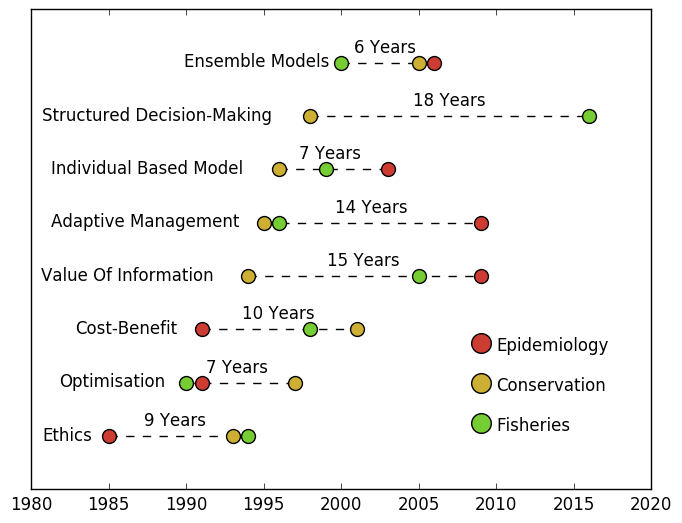 6 Years
Ensemble Models
18 Years
Structured Decision-Making
7 Years
Individual Based Model
14 Years
Adaptive Management
15 Years
Value Of Information
10 Years
Cost-Benefit
Epidemiology
7 Years
Optimisation
Conservation
9 Years
Fisheries
Ethics
1980 1985 1990 1995 2000 2005 2010 2015 2020